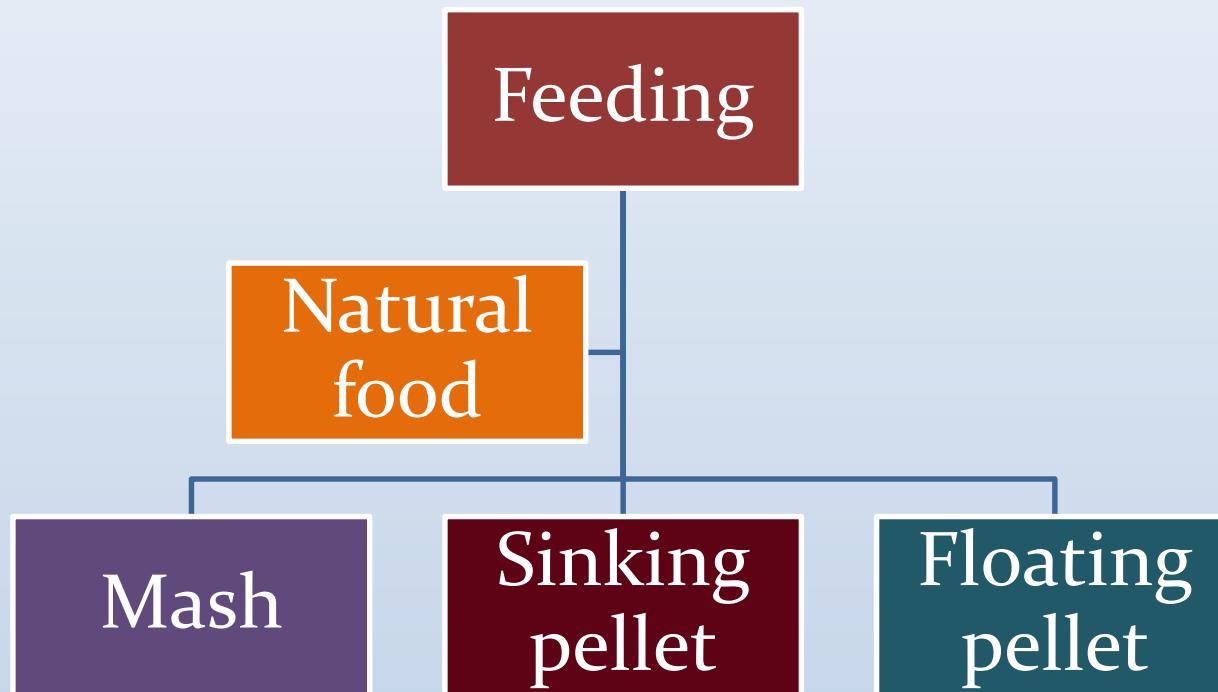 Feeding
Natural
food
Mash
Sinking
pellet
Floating
pellet